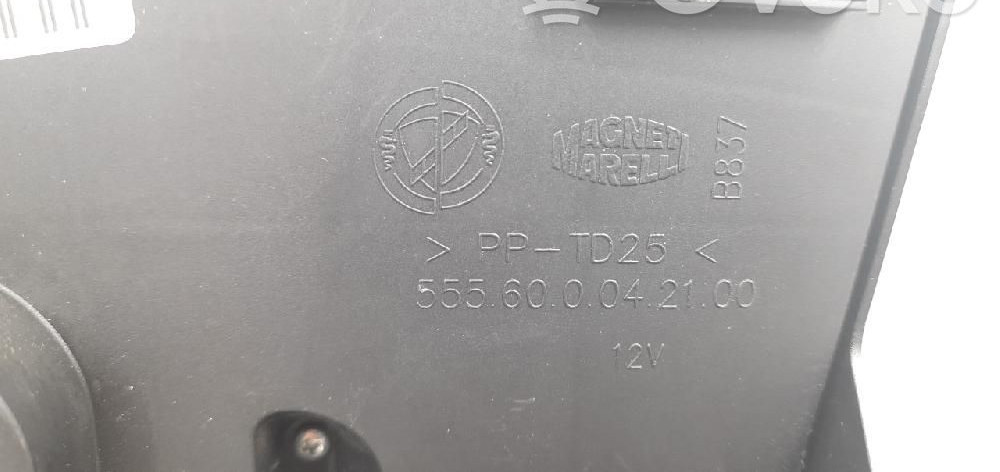 MAGNETI
MARELLI
B837
> PP-TD25 <
555.60.0.04.21.00
12V